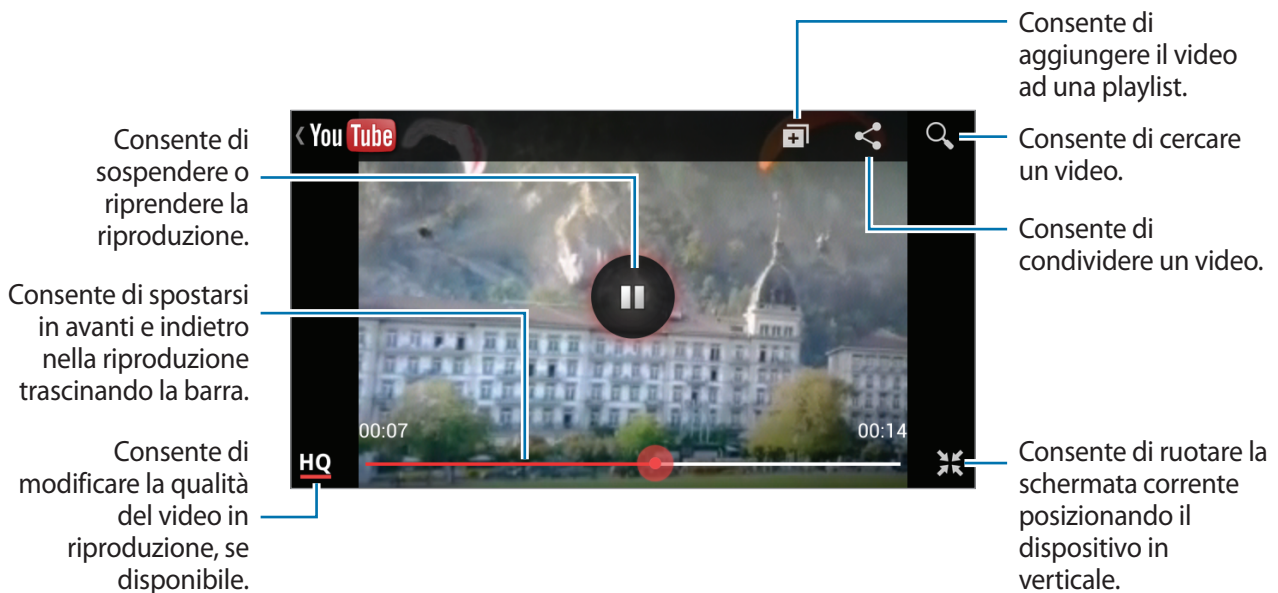 Consente di
aggiungere il video
ad una playlist.
Consente di
sospendere o
riprendere la
riproduzione.
‹ You Tube
Consente di cercare
un video.
Consente di
condividere un video.
Consente di spostarsi
in avanti e indietro
nella riproduzione
trascinando la barra.
00:07
00:14
HQ
Consente di
modificare la qualità
del video in
riproduzione, se
disponibile.
Consente di ruotare la
schermata corrente
posizionando il
dispositivo in
verticale.